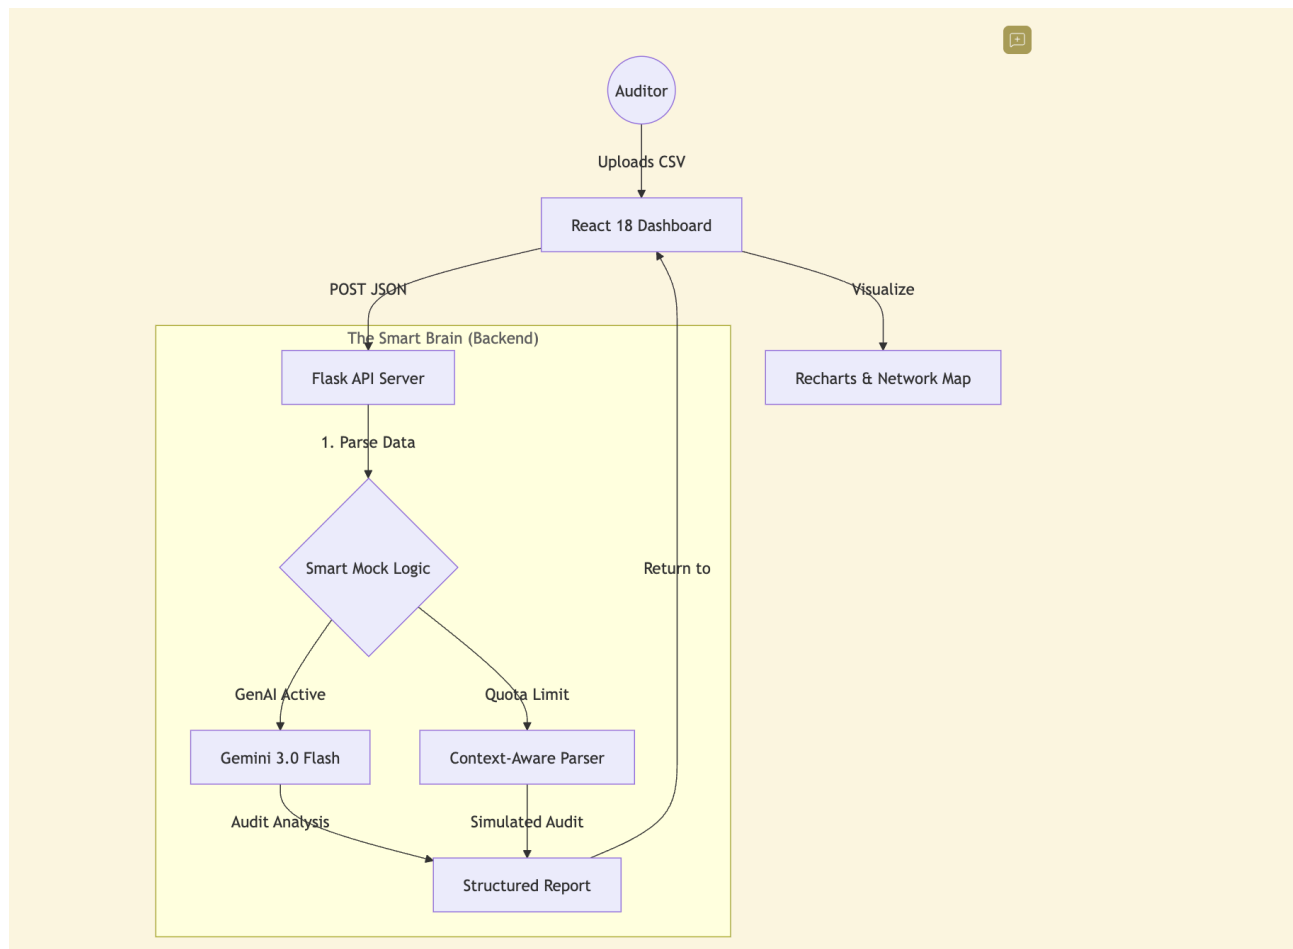 Auditor
Uploads CSV
React 18 Dashboard
POST JSON
Visualize
The Smart Brain (Backend)
Flask API Server
Recharts & Network Map
1. Parse Data
Smart Mock Logic
Return to
GenAI Active
Quota Limit
Gemini 3.0 Flash
Context-Aware Parser
Audit Analysis
Simulated Audit
Structured Report